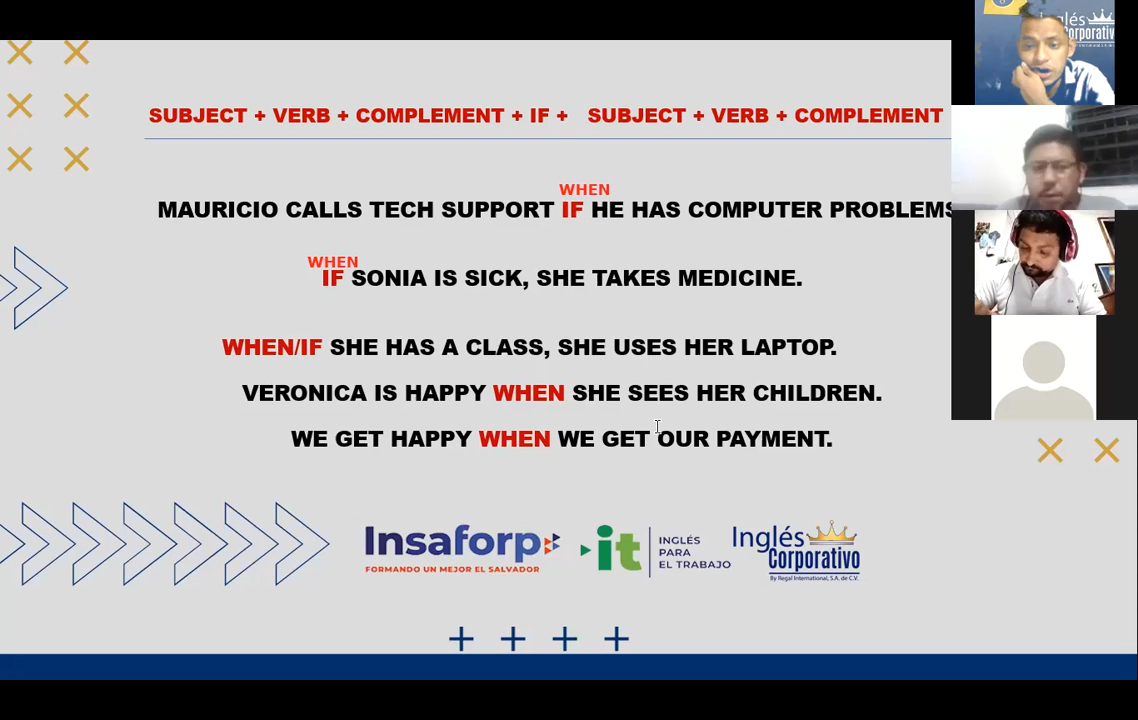 SUBJECT + VERB + COMPLEMENT + IF + SUBJECT + VERB + COMPLEMENT
WHEN
MAURICIO CALLS TECH SUPPORT IF HE HAS COMPUTER PROBLEMS
WHEN
IF SONIA IS SICK, SHE TAKES MEDICINE.
WHEN/IF SHE HAS A CLASS, SHE USES HER LAPTOP.
VERONICA IS HAPPY WHEN SHE SEES HER CHILDREN.
WE GET HAPPY WHEN WE GET OUR PAYMENT.
Insaforp
FORMANDO UN MEJOR EL SALVADOR
it
INGLÉS
PARA
EL TRABAJO
Inglés
Corporativo
By Regal International, S.A. de C.V.
Inglés
Corporativo